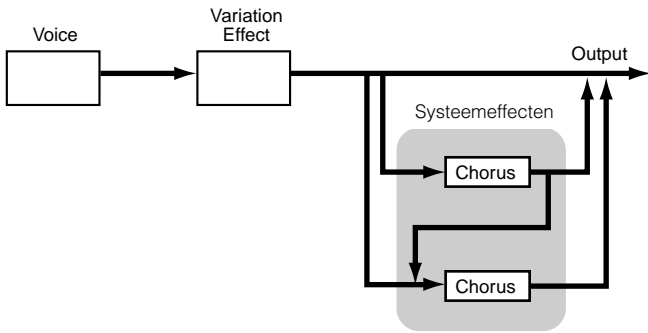 Voice
Variation
Effect
Output
Systeemeffecten
Chorus
Chorus